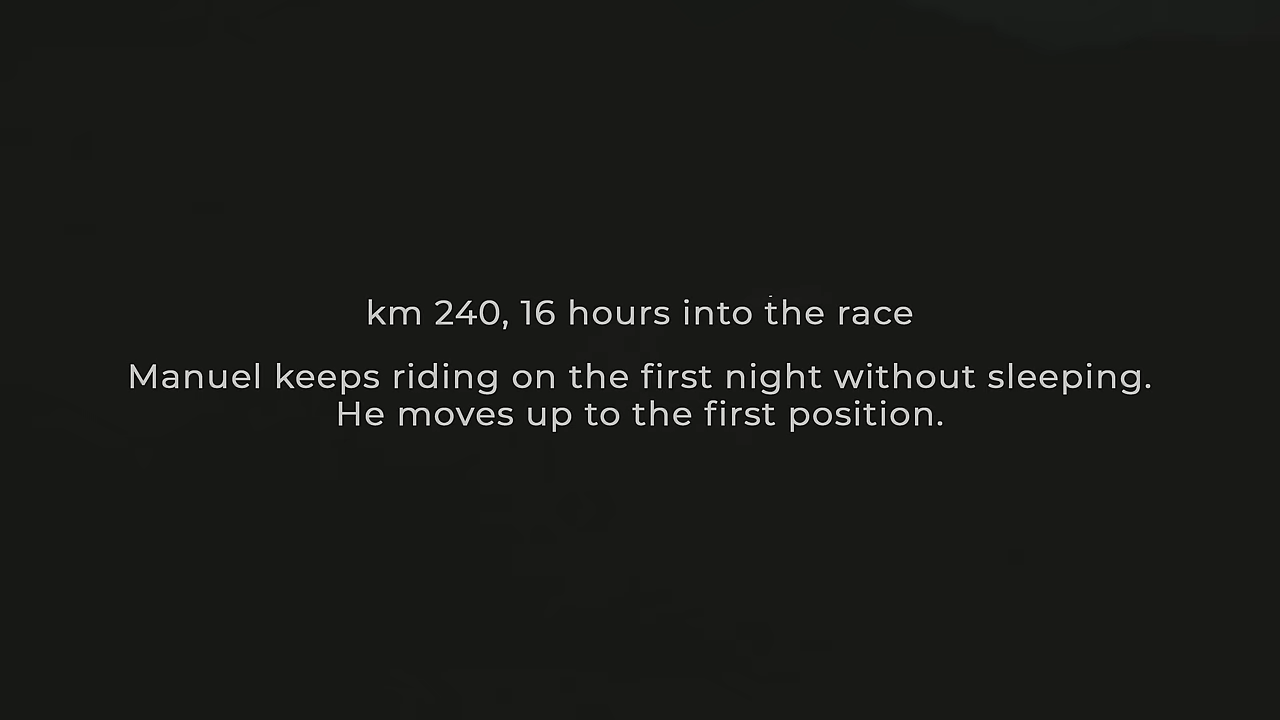 km 240, 16 hours into the race
Manuel keeps riding on the first night without sleeping.
He moves up to the first position.